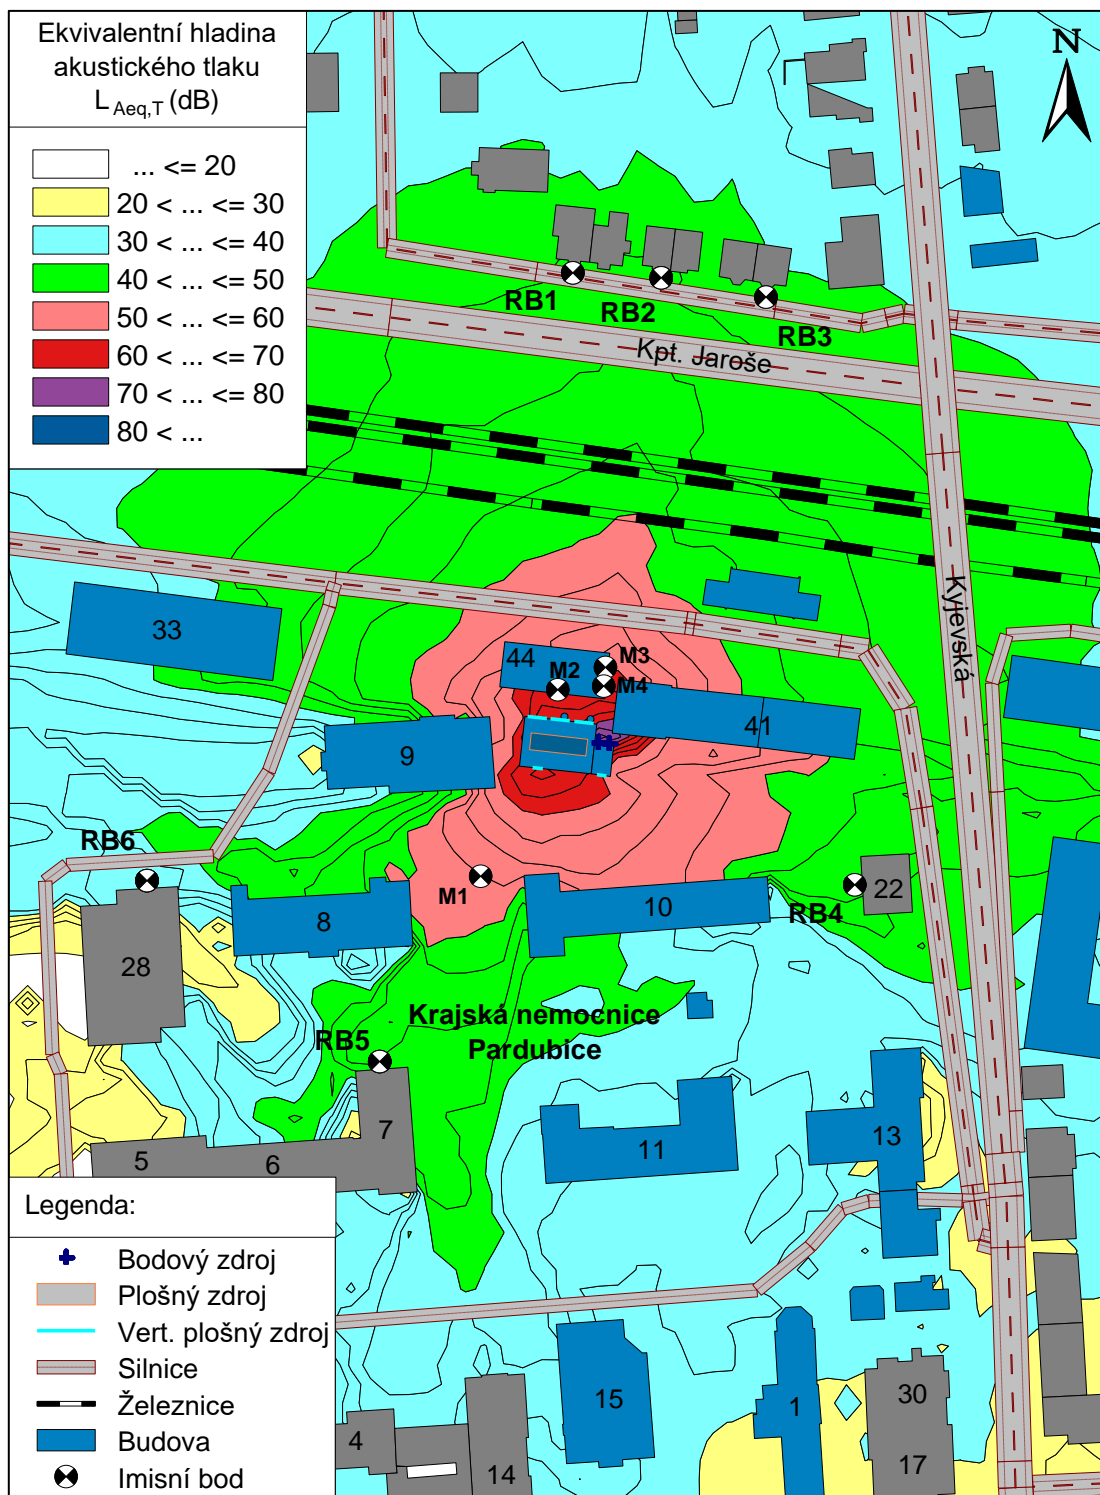 Ekvivalentní hladina
akustického tlaku
L Aeq,T (dB)
... <= 20
20 < ... <= 30
30 < ... <= 40
40 < ... <= 50
50 < ... <= 60
60 < ... <= 70
70 < ... <= 80
80 < ...
N
RB1
RB2
RB3
Kpt. Jaroše
Kyjevská
33
44
M2
M3
M4
41
9
RB6
M1
RB4
22
8
10
28
Krajská nemocnice
Pardubice
RB5
7
5
6
11
13
15
1
30
17
4
14
Legenda:
Bodový zdroj
Plošný zdroj
Vert. plošný zdroj
Silnice
Železnice
Budova
Imisní bod